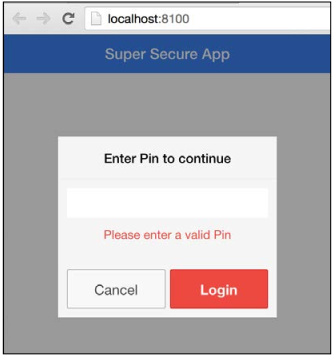 localhost:8100
Super Secure App
Enter Pin to continue
Please enter a valid Pin
Cancel Login